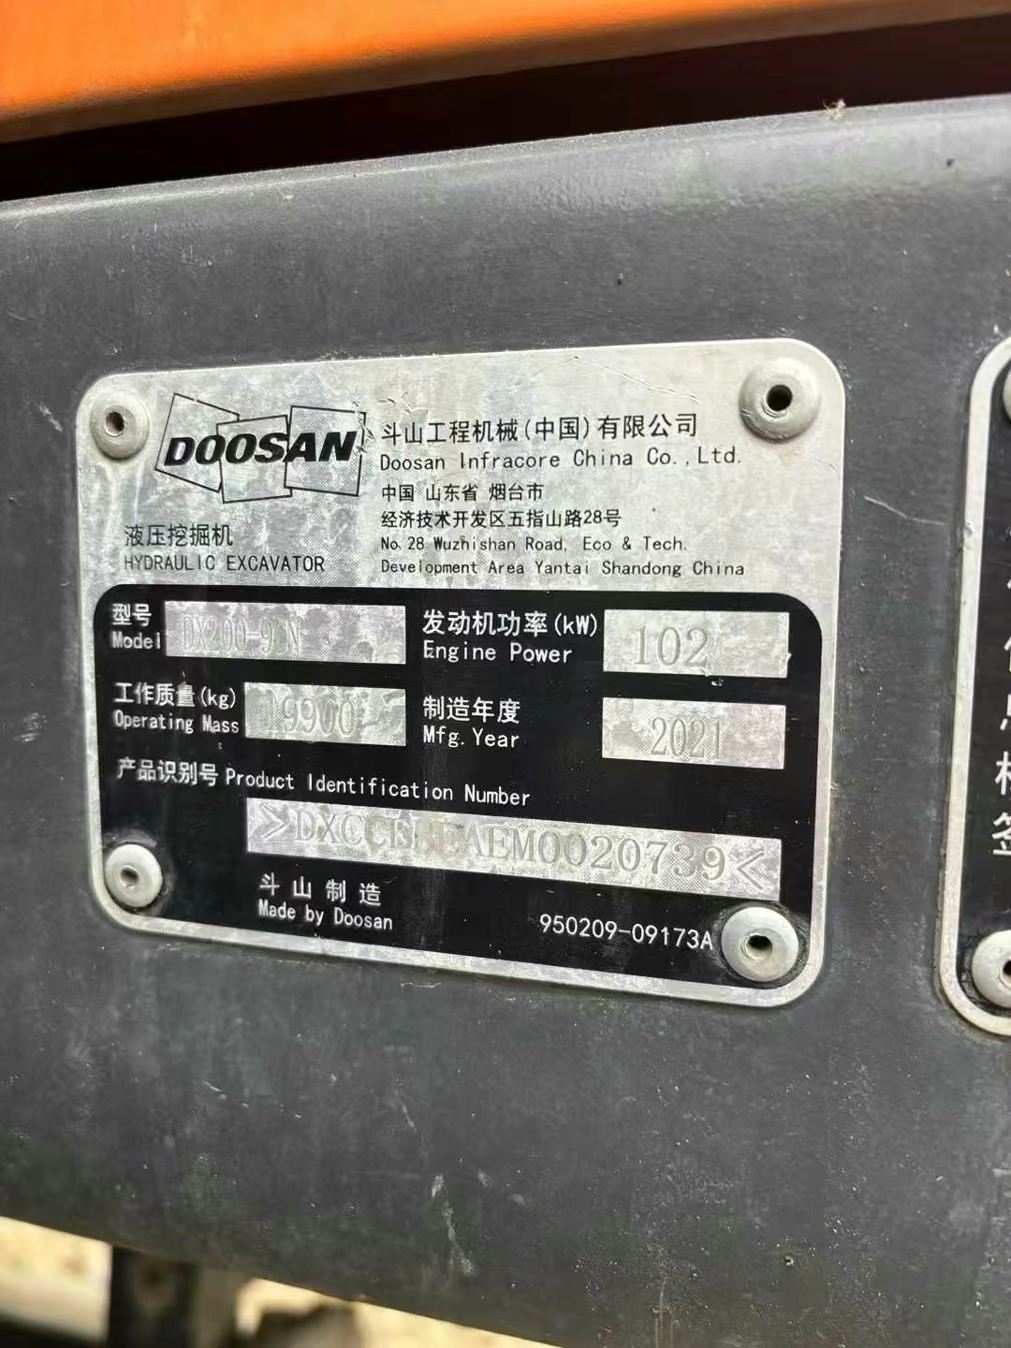 DOOSAN
斗山工程机械(中国)有限公司
Doosan Infracore China Co.,Ltd.
中国 山东省 烟台市
经济技术开发区五指山路28号
No.28 Wuzhishan Road, Eco & Tech.
Development Area Yantai Shandong China
液压挖掘机
HYDRAULIC EXCAVATOR
型号
Model
发动机功率(kW) 102
Engine Power
工作质量(kg) 19900
Operating Mass
制造年度 2021
Mfg.Year
产品识别号 Product Identification Number
斗山制造
Made by Doosan
950209-09173A